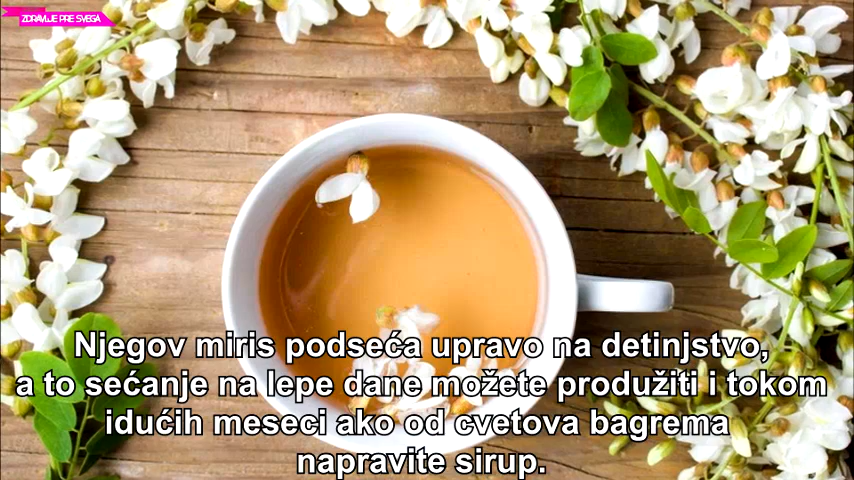 ZDRAVLJE PRE SVEGA
Njegov miris podseća upravo na detinjstvo,
a to sećanje na lepe dane možete produžiti i tokom
idućih meseci ako od cvetova bagrema
napravite sirup.